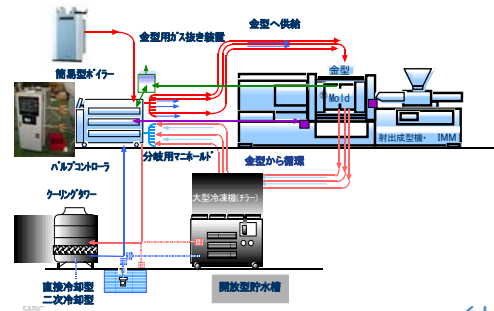 金型用ガス抜き装置
金型へ供給
簡易型ボイラー
金型
Mold
射出成型機・ IMM
分岐用マニホールド
金型から循環
バルブコントローラ
クーリングタワー
大型冷凍機(チラー)
直接冷却型
二次冷却型
開放型貯水槽